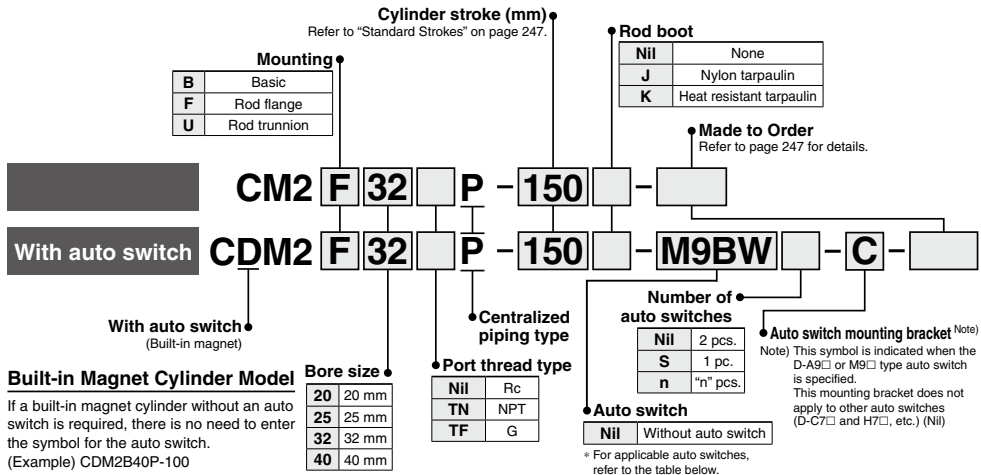 Cylinder stroke (mm)
Refer to "Standard Strokes" on page 247.
Rod boot
Nil None
J Nylon tarpaulin
K Heat resistant tarpaulin
Mounting
B Basic
F Rod flange
U Rod trunnion
Made to Order
Refer to page 247 for details.
CM2 F 32 P – 150 –
With auto switch CDM2 F 32 P – 150 – M9BW – C –
With auto switch
(Built-in magnet)
Centralized
piping type
Number of
auto switches
Nil 2 pcs.
S 1 pc.
n "n" pcs.
Auto switch mounting bracket Note)
Note) This symbol is indicated when the
D-A9□ or M9□ type auto switch
is specified.
This mounting bracket does not
apply to other auto switches
(D-C7□ and H7□, etc.) (Nil)
Built-in Magnet Cylinder Model
If a built-in magnet cylinder without an auto
switch is required, there is no need to enter
the symbol for the auto switch.
(Example) CDM2B40P-100
Bore size
20 20 mm
25 25 mm
32 32 mm
40 40 mm
Port thread type
Nil Rc
TN NPT
TF G
Auto switch
Nil Without auto switch
* For applicable auto switches,
refer to the table below.